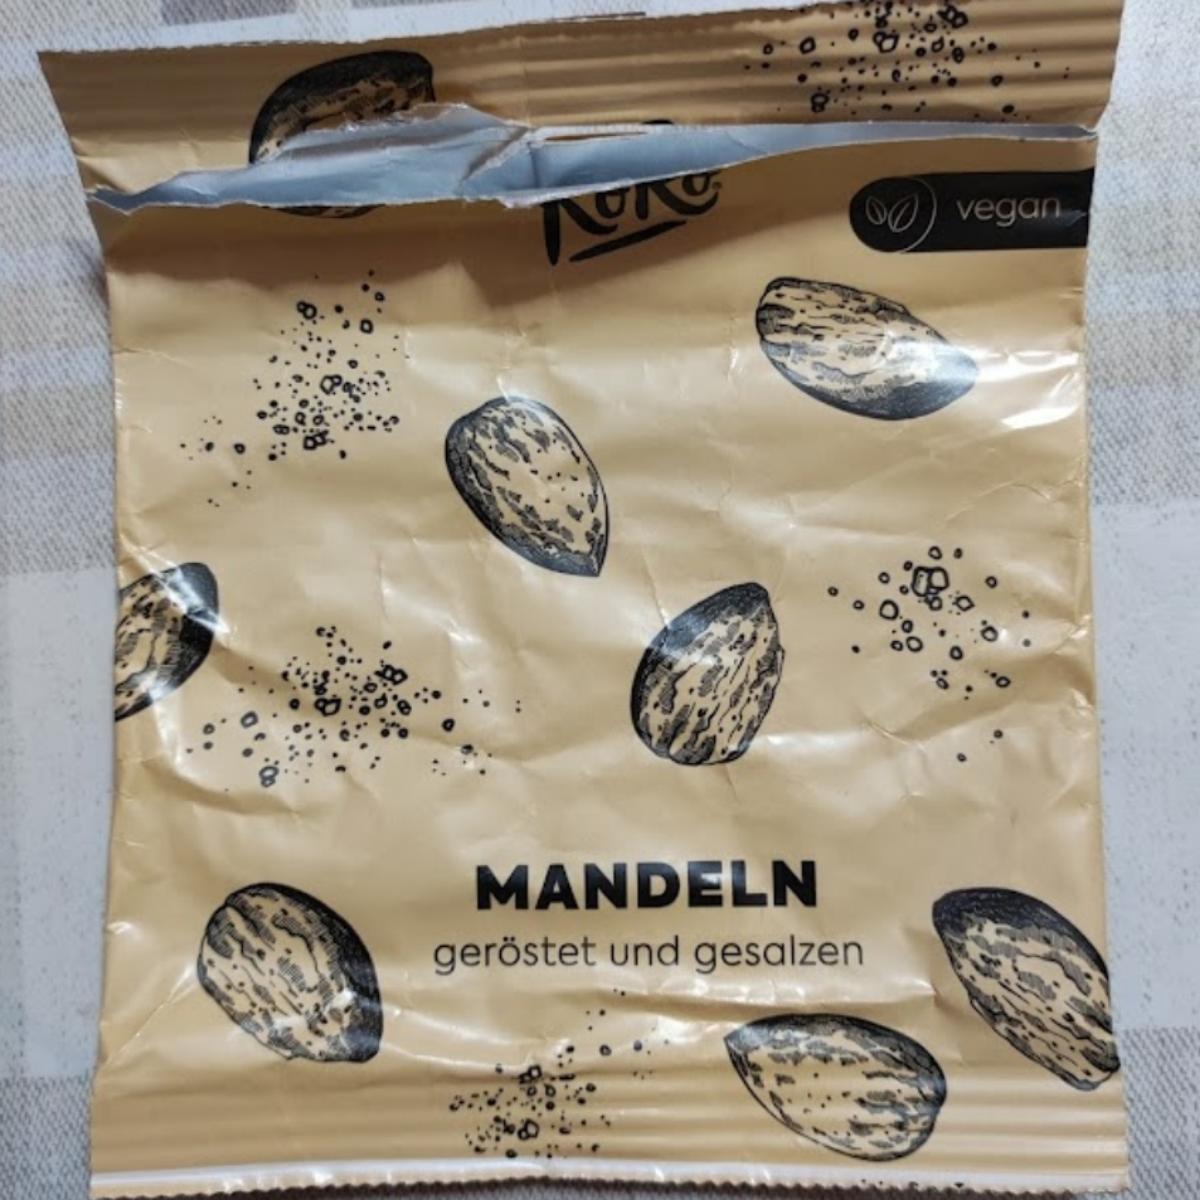 KoRo
vegan
MANDELN
geröstet und gesalzen